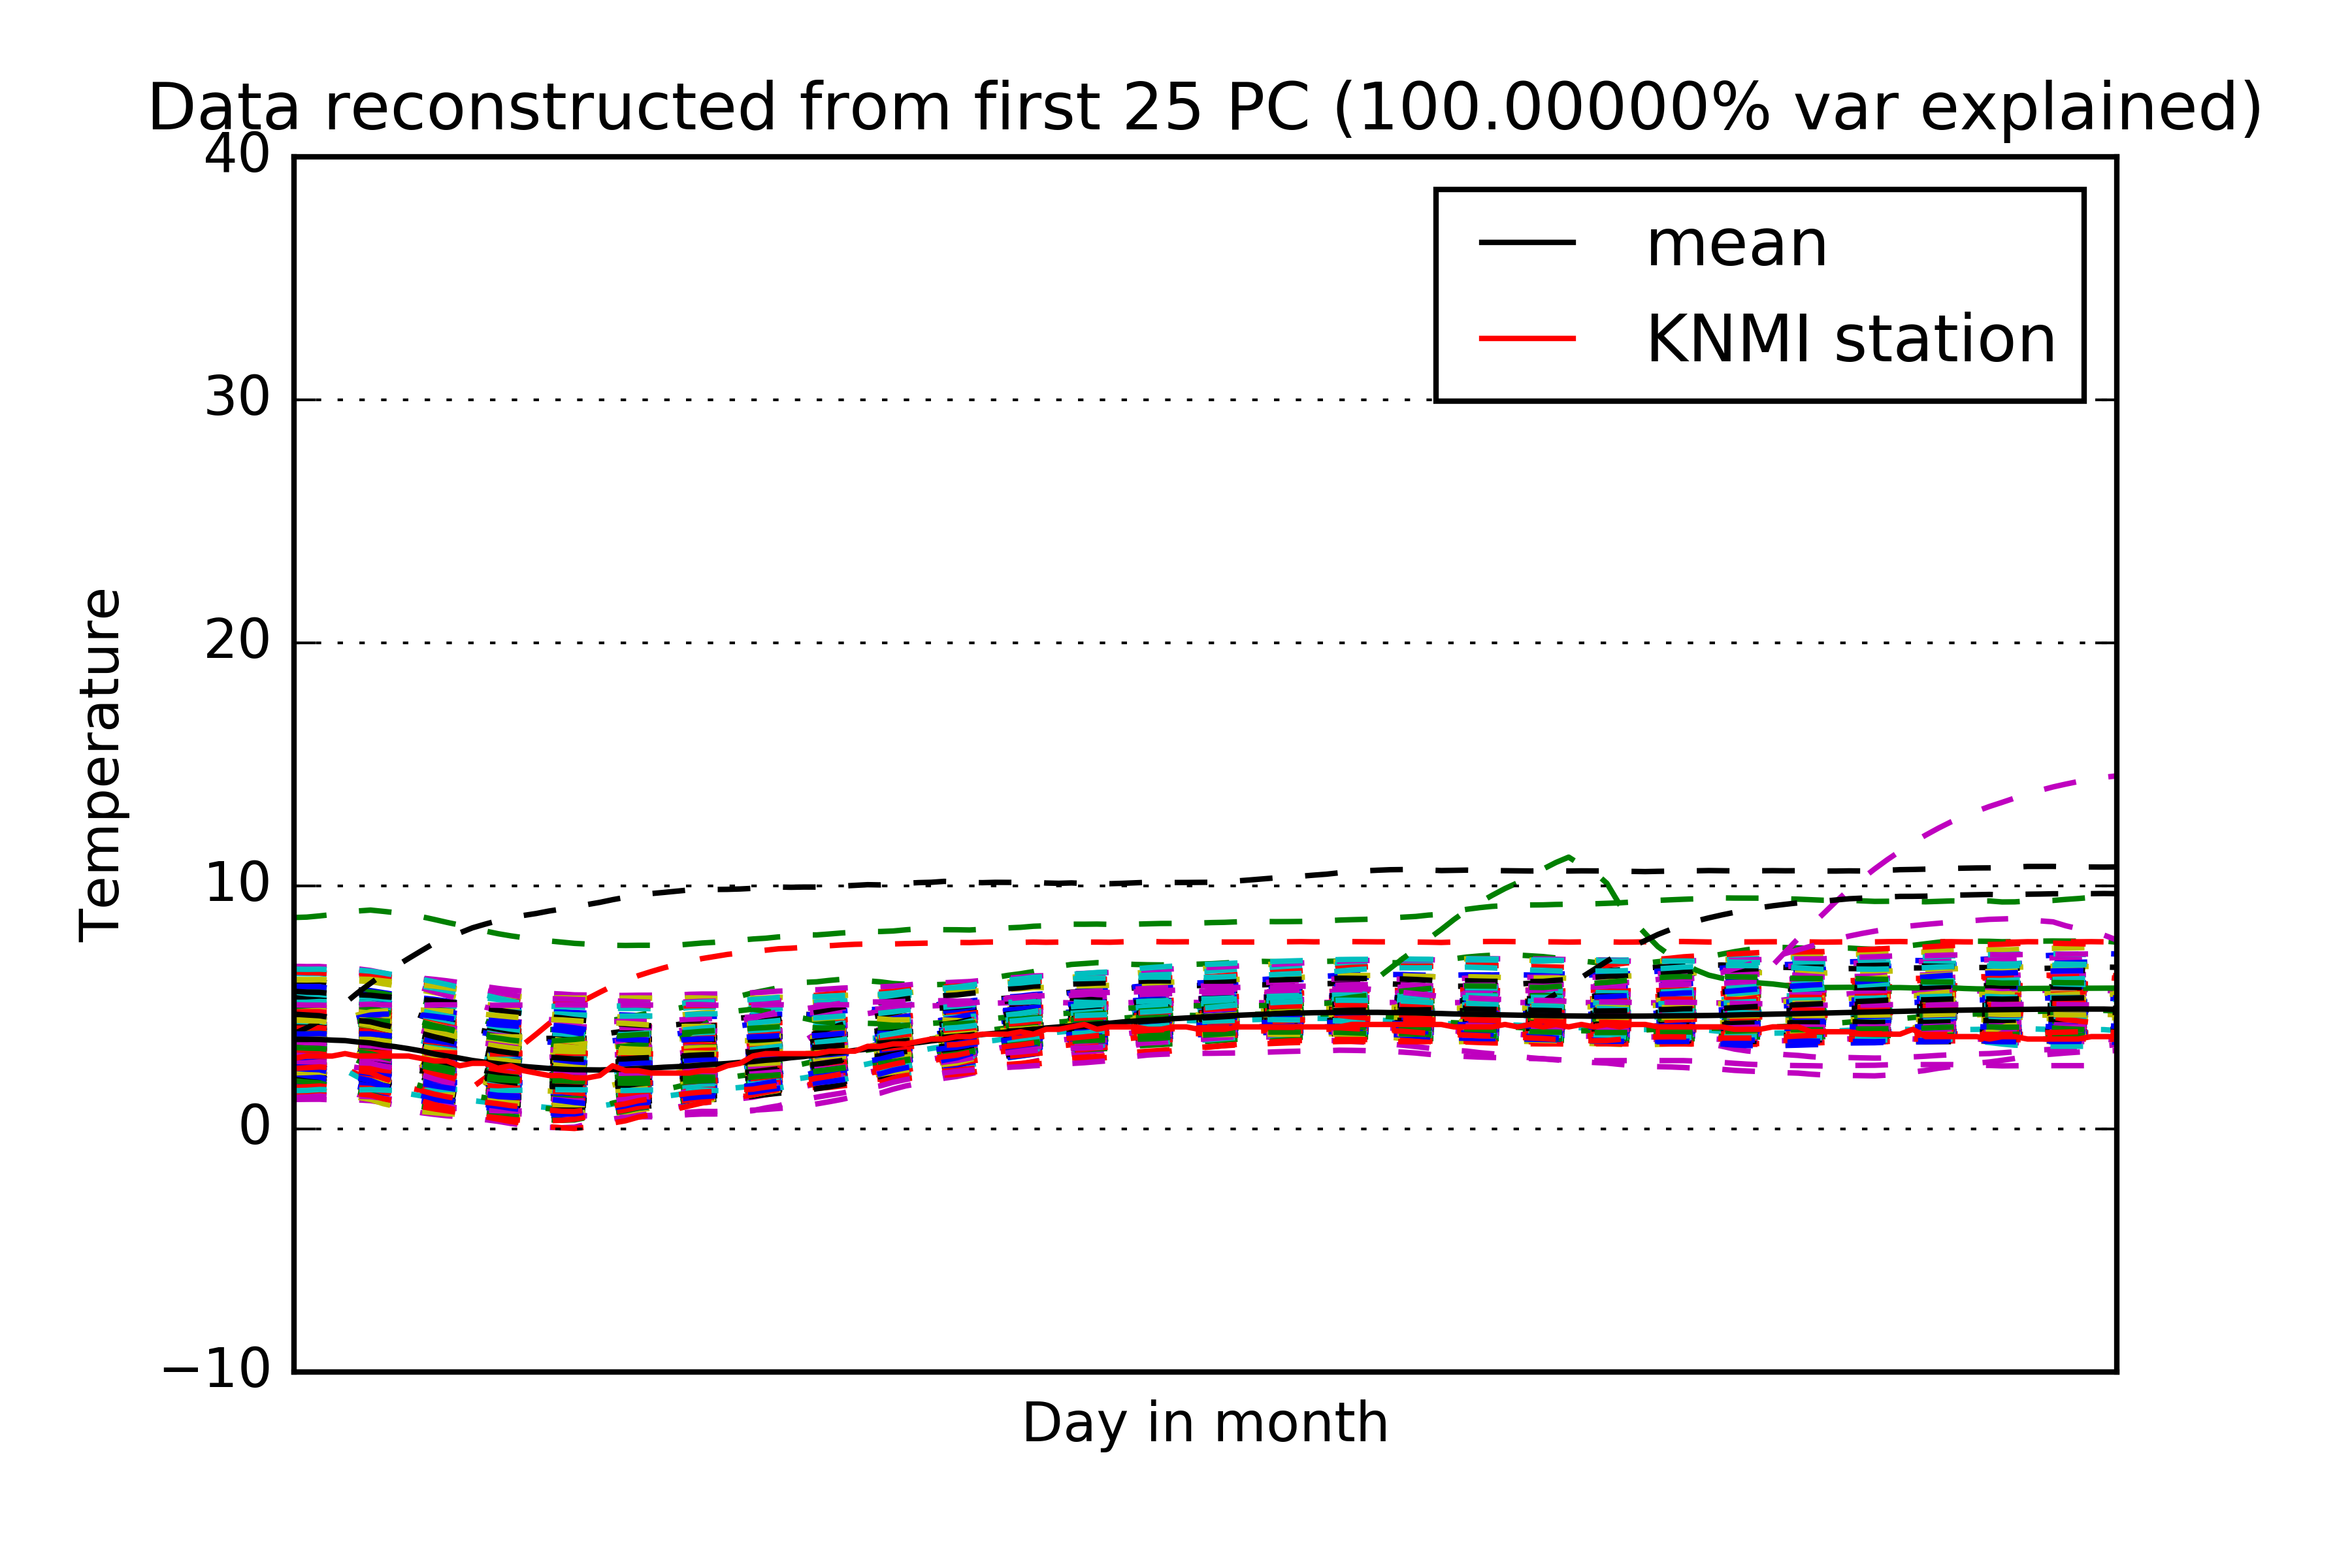 Data reconstructed from first 25 PC (100.00000% var explained)
40
30
20
10
0
−10
Temperature
Day in month
mean
KNMI station